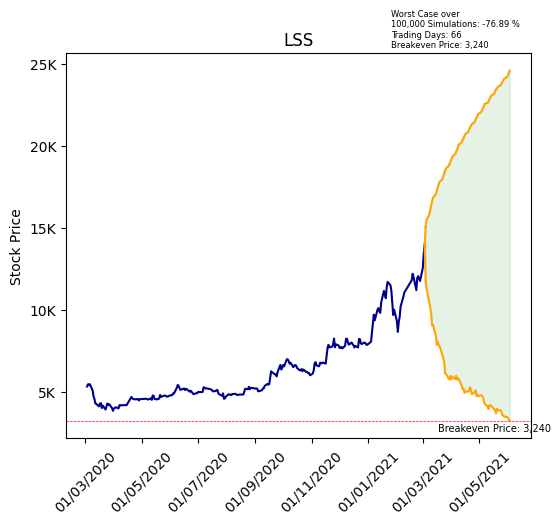 Worst Case over
100,000 Simulations: -76.89 %
Trading Days: 66
Breakeven Price: 3,240
LSS
Stock Price
25K
20K
15K
10K
5K
Breakeven Price: 3,240
01/03/2020
01/05/2020
01/07/2020
01/09/2020
01/11/2020
01/01/2021
01/03/2021
01/05/2021